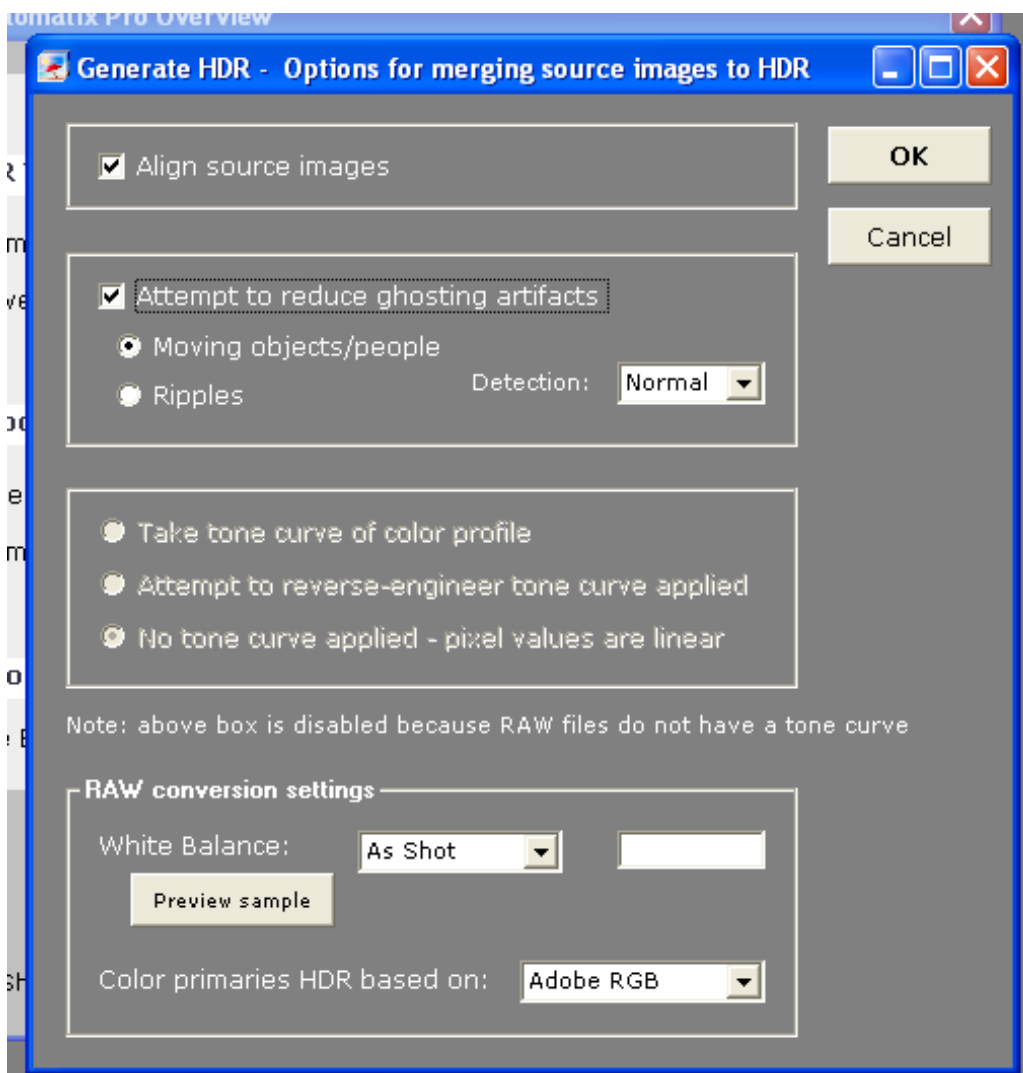 tomatix Pro Overview
Generate HDR - Options for merging source images to HDR
Align source images
OK
Cancel
Attempt to reduce ghosting artifacts
Moving objects/people
Ripples
Detection:
Normal
Take tone curve of color profile
Attempt to reverse-engineer tone curve applied
No tone curve applied - pixel values are linear
Note: above box is disabled because RAW files do not have a tone curve
RAW conversion settings
White Balance:
As Shot
Preview sample
Color primaries HDR based on:
Adobe RGB